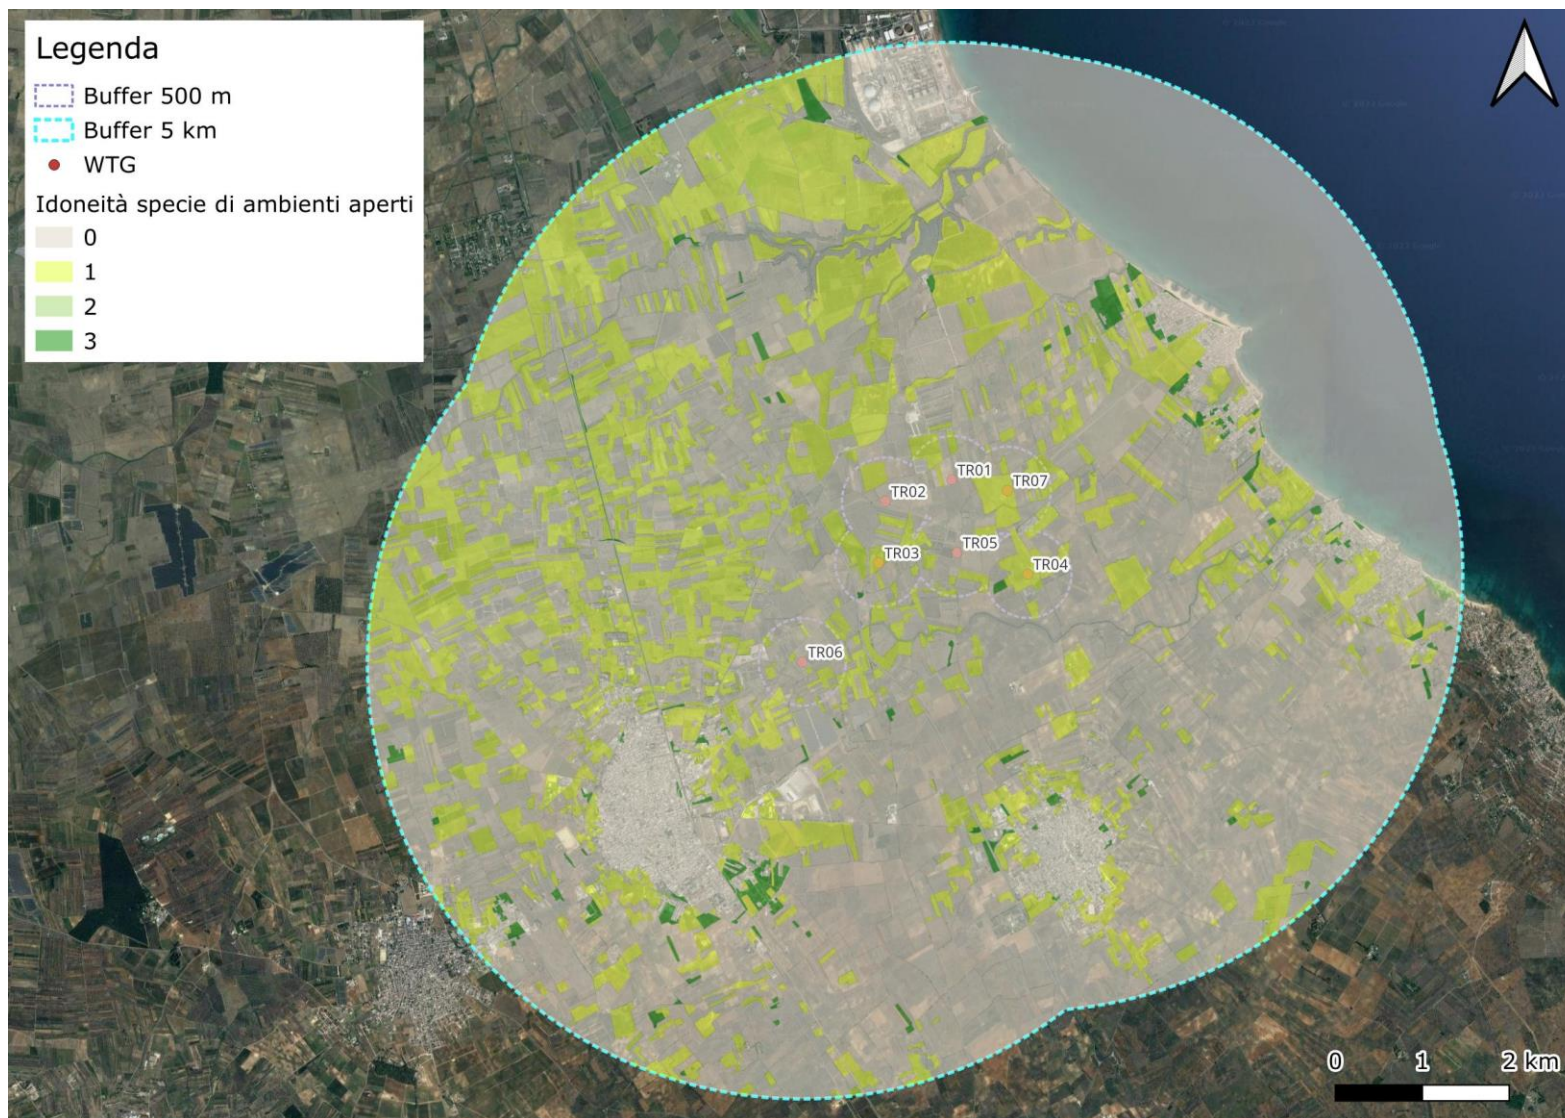 Legenda
Buffer 500 m
Buffer 5 km
WTG
Idoneità specie di ambienti aperti
0
1
2
3
TR01
TR02
TR07
TR05
TR03
TR04
TR06
0 1 2 km